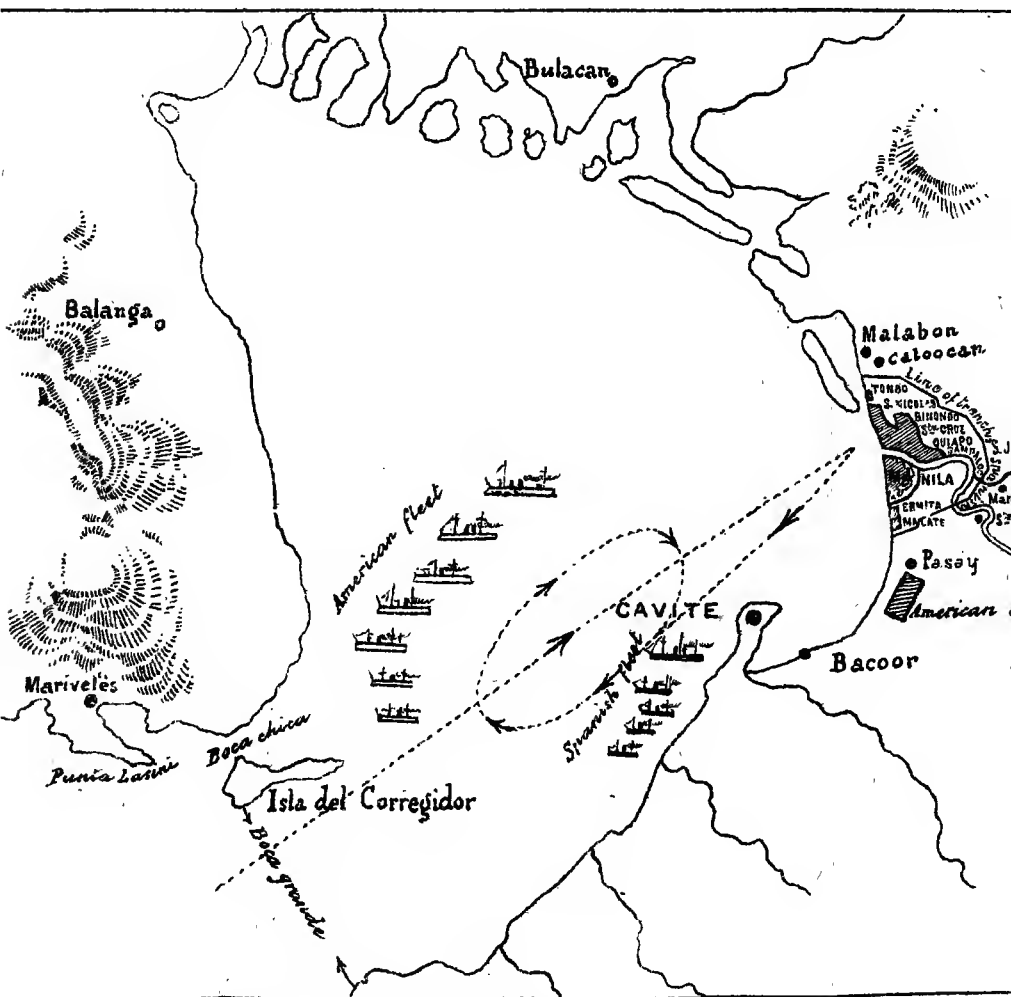 Bulacan
Balanga
Malabon
Caloocan
Line of trenches
TONDO
S. NICOLAS
BINONDO
Sta CRUZ
QUIAPO
NILA
ERMITA
MALATE
Pasay
American
American fleet
CAVITE
Spanish fleet
Bacoor
Mariveles
Punta Lasisi
Boca chica
Isla del Corregidor
Boca grande